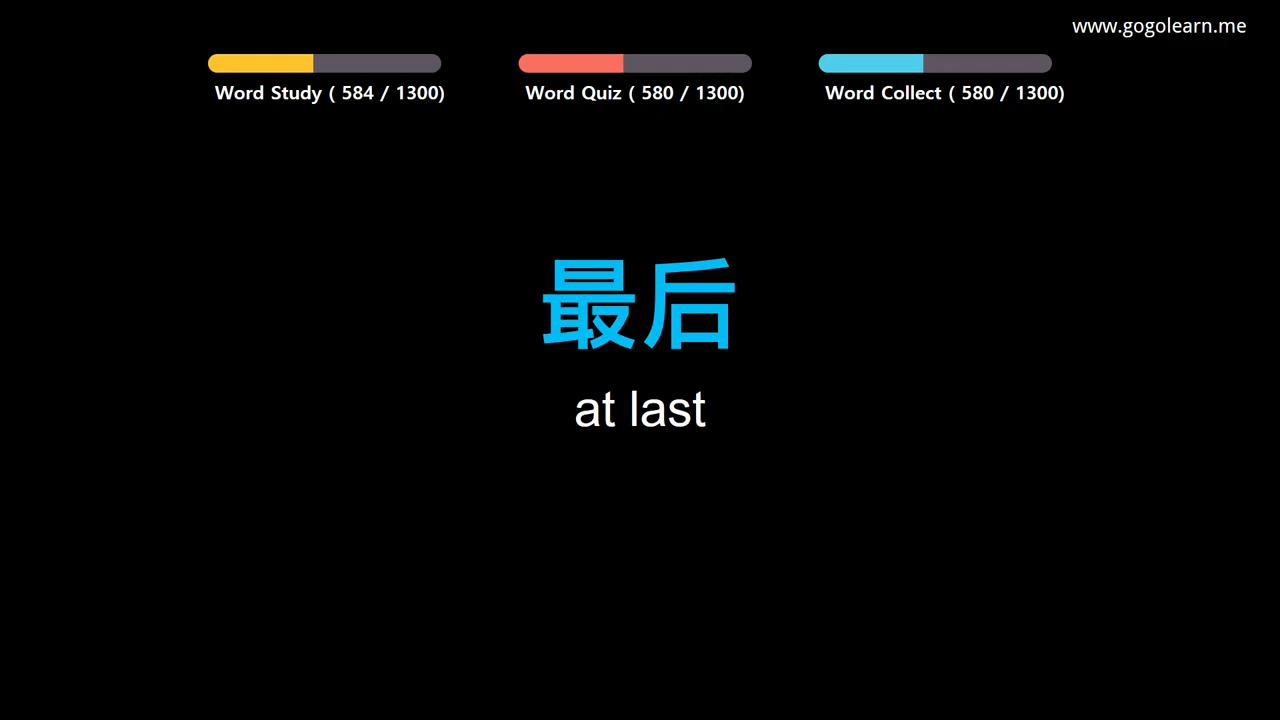 www.gogolearn.me
Word Study ( 584 / 1300)
Word Quiz ( 580 / 1300)
Word Collect ( 580 / 1300)
最后
at last